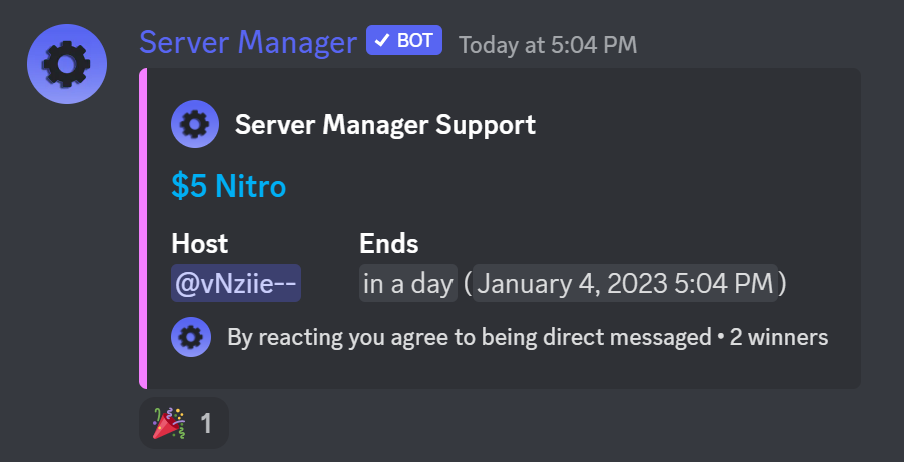 Server Manager ✓ BOT Today at 5:04 PM
Server Manager Support
$5 Nitro
Host Ends
@vNziie-- in a day (January 4, 2023 5:04 PM)
By reacting you agree to being direct messaged • 2 winners
🎉 1